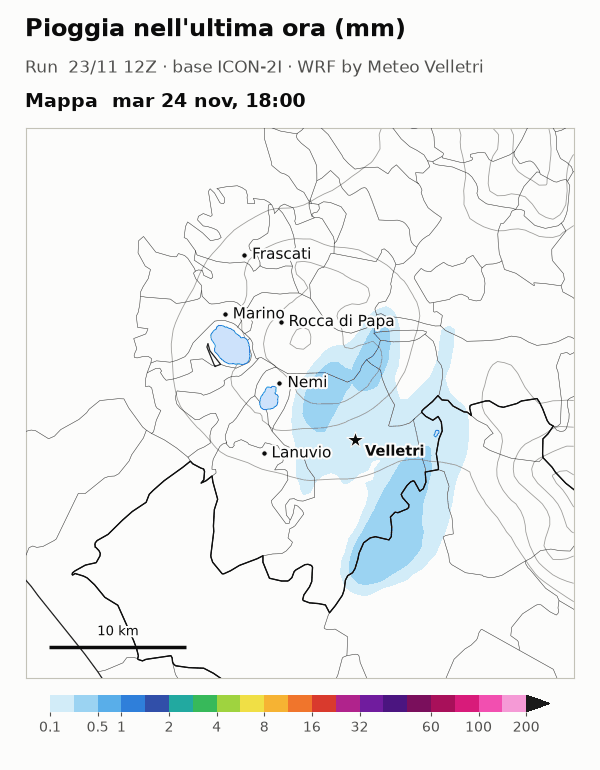 Pioggia nell'ultima ora (mm)
Run  23/11 12Z · base ICON-2I · WRF by Meteo Velletri
Mappa  mar 24 nov, 18:00
Frascati
Marino
Rocca di Papa
Nemi
Velletri
Lanuvio
10 km
0.1 0.5 1 2 4 8 16 32 60 100 200